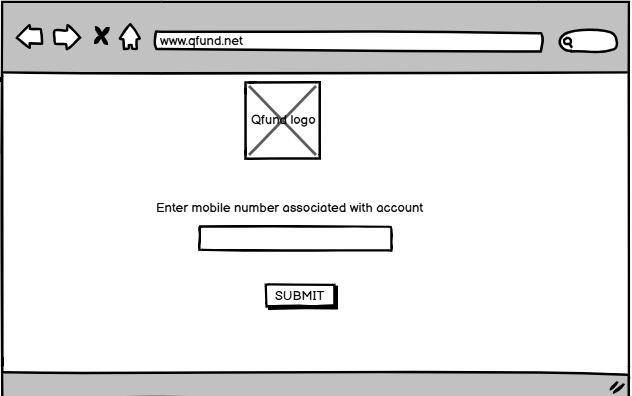 www.qfund.net
Qfund logo
Enter mobile number associated with account
SUBMIT